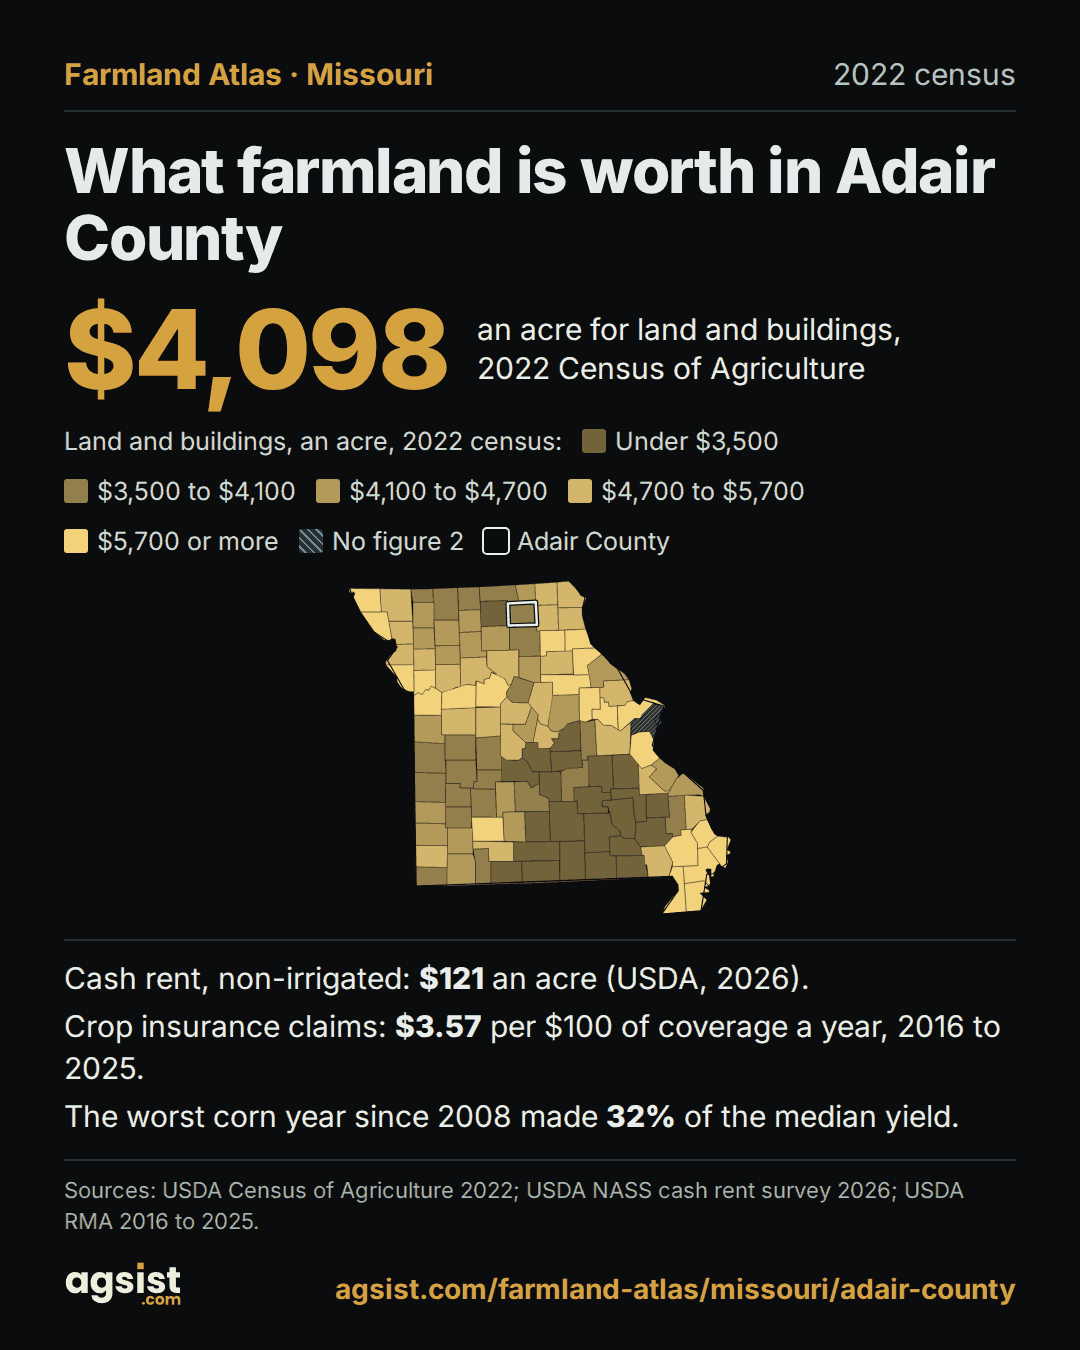 Farmland Atlas · Missouri
2022 census
What farmland is worth in Adair
County
$4,098
an acre for land and buildings,
2022 Census of Agriculture
Land and buildings, an acre, 2022 census: Under $3,500
$3,500 to $4,100 $4,100 to $4,700 $4,700 to $5,700
$5,700 or more No figure 2 Adair County
Cash rent, non-irrigated: $121 an acre (USDA, 2026).
Crop insurance claims: $3.57 per $100 of coverage a year, 2016 to
2025.
The worst corn year since 2008 made 32% of the median yield.
Sources: USDA Census of Agriculture 2022; USDA NASS cash rent survey 2026; USDA
RMA 2016 to 2025.
agsist
.com
agsist.com/farmland-atlas/missouri/adair-county